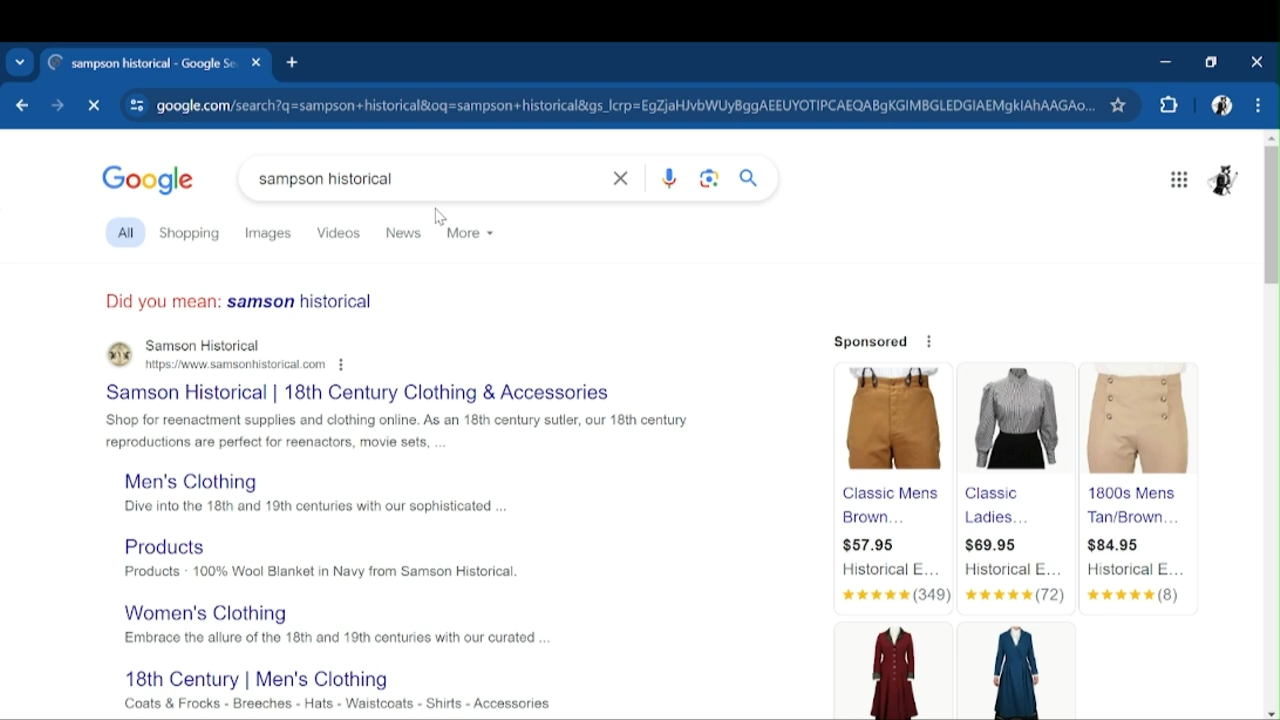 sampson historical - Google Se
google.com/search?q=sampson+historical&oq=sampson+historical&gs_lcrp=EgZjaHJvbWUyBggAEEUYOTIPCAEQABgKGIMBGLEDGIAEMgkIAhAAGAo...
Google
sampson historical
All
Shopping
Images
Videos
News
More
Did you mean: samson historical
Samson Historical
https://www.samsonhistorical.com
Samson Historical | 18th Century Clothing & Accessories
Shop for reenactment supplies and clothing online. As an 18th century sutler, our 18th century
reproductions are perfect for reenactors, movie sets, ...
Men's Clothing
Dive into the 18th and 19th centuries with our sophisticated ...
Products
Products · 100% Wool Blanket in Navy from Samson Historical.
Women's Clothing
Embrace the allure of the 18th and 19th centuries with our curated ...
18th Century | Men's Clothing
Coats & Frocks - Breeches - Hats - Waistcoats - Shirts - Accessories
Sponsored
Classic Mens
Brown...
$57.95
Historical E...
(349)
Classic
Ladies...
$69.95
Historical E...
(72)
1800s Mens
Tan/Brown...
$84.95
Historical E...
(8)